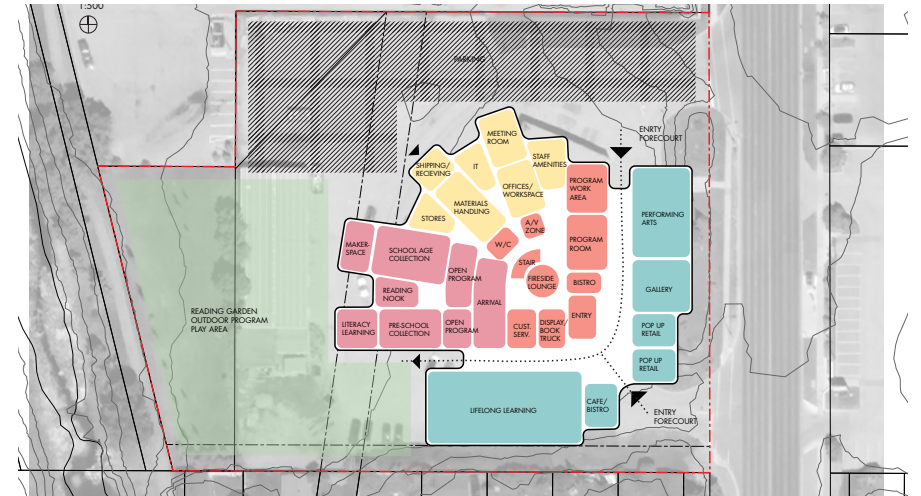 1:500
PARKING
ENRTY
FORECOURT
MEETING
ROOM
SHIPPING/
RECIEVING
IT
STAFF
AMENITIES
OFFICES/
WORKSPACE
MATERIALS
HANDLING
STORES
PROGRAM
WORK
AREA
PERFORMING
ARTS
A/V
ZONE
W/C
PROGRAM
ROOM
MAKER-
SPACE
SCHOOL AGE
COLLECTION
OPEN
PROGRAM
STAIR
FIRESIDE
LOUNGE
BISTRO
GALLERY
READING
NOOK
ARRIVAL
READING GARDEN
OUTDOOR PROGRAM
PLAY AREA
LITERACY
LEARNING
PRE-SCHOOL
COLLECTION
OPEN
PROGRAM
CUST.
SERV.
DISPLAY/
BOOK
TRUCK
ENTRY
POP UP
RETAIL
POP UP
RETAIL
LIFELONG LEARNING
CAFE/
BISTRO
ENTRY
FORECOURT